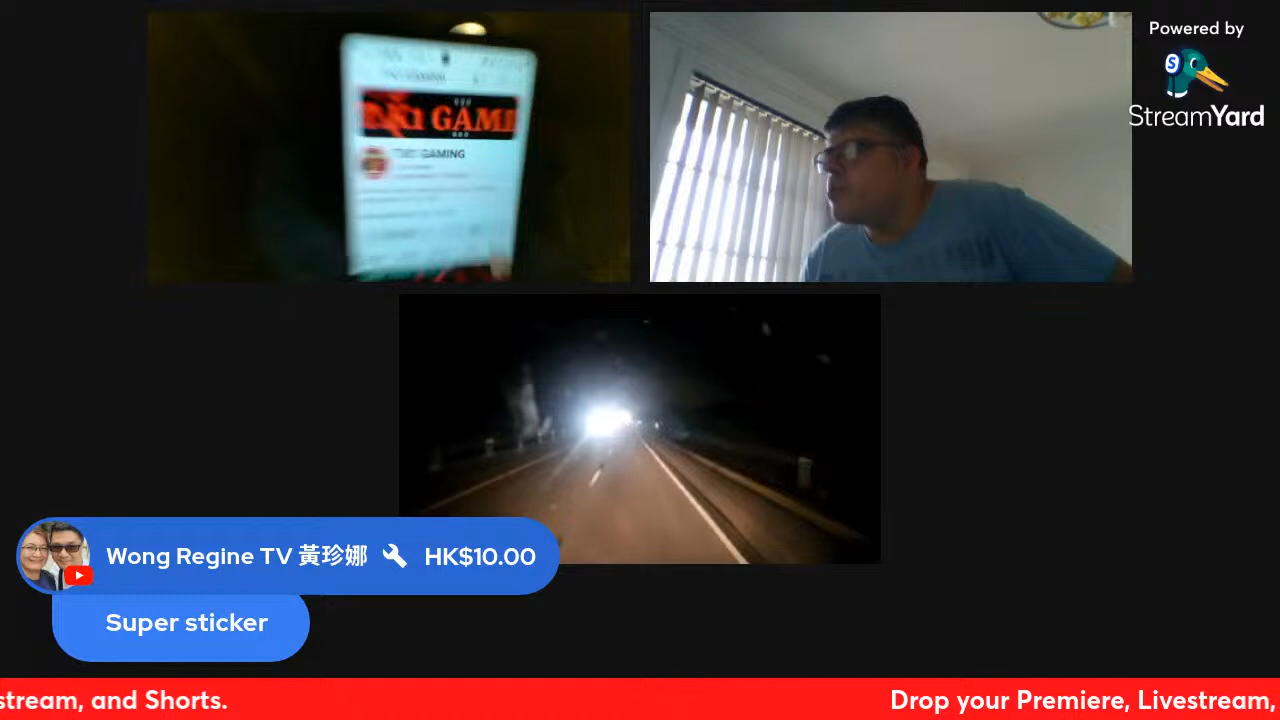 Powered by
StreamYard
GAMING
Wong Regine TV 黃珍娜 HK$10.00
Super sticker
stream, and Shorts.
Drop your Premiere, Livestream,